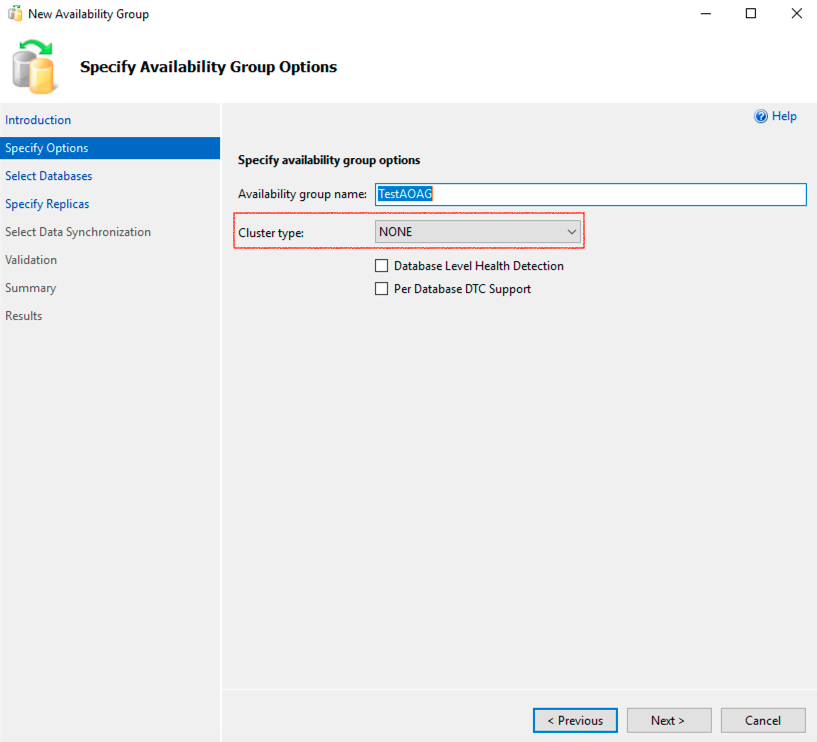 New Availability Group
Specify Availability Group Options
Introduction
Specify Options
Select Databases
Specify Replicas
Select Data Synchronization
Validation
Summary
Results
Help
Specify availability group options
Availability group name: TestAOAG
Cluster type: NONE
Database Level Health Detection
Per Database DTC Support
< Previous Next > Cancel